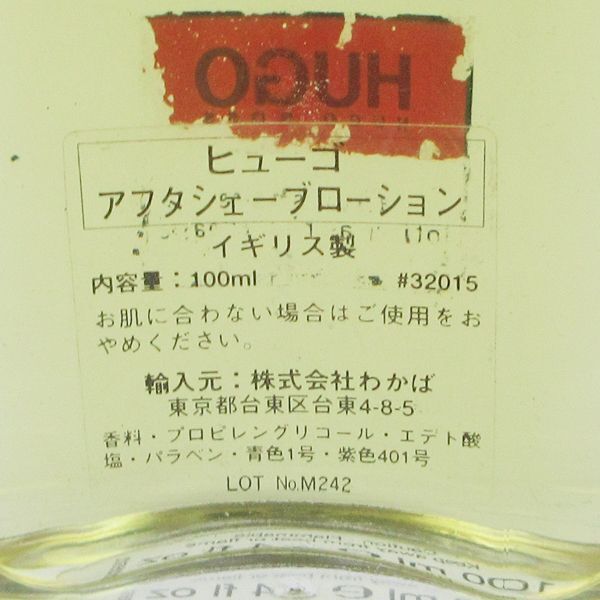 HUGO
HUGO BOSS
ヒューゴ
アフタシェーブローション
イギリス製
内容量：100ml #32015
お肌に合わない場合はご使用をお
やめください。
輸入元：株式会社わかば
東京都台東区台東4-8-5
香料・プロピレングリコール・エデト酸
塩・パラベン・青色1号・紫色401号
LOT No.M242
100 ml